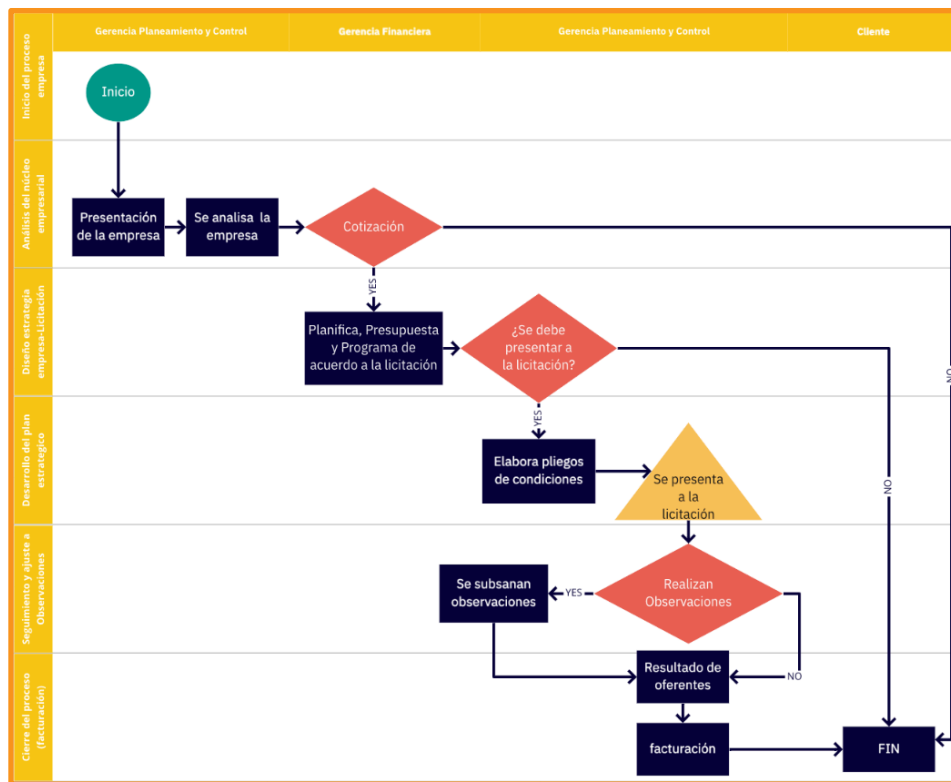 Gerencia Planeamiento y Control
Gerencia Financiera
Gerencia Planeamiento y Control
Cliente
Inicio del proceso
empresa
Inicio
Análisis del núcleo
empresarial
Presentación
de la empresa
Se analisa la
empresa
Cotización
YES
NO
Diseño estrategia
empresa-Licitación
Planifica, Presupuesta
y Programa de
acuerdo a la licitación
¿Se debe
presentar a
la licitación?
YES
NO
Desarrollo del plan
estrategico
Elabora pliegos
de condiciones
Se presenta
a la
licitación
Seguimiento y ajuste a
Observaciones
Se subsanan
observaciones
YES
Realizan
Observaciones
NO
Cierre del proceso
(facturación)
Resultado de
oferentes
facturación
FIN